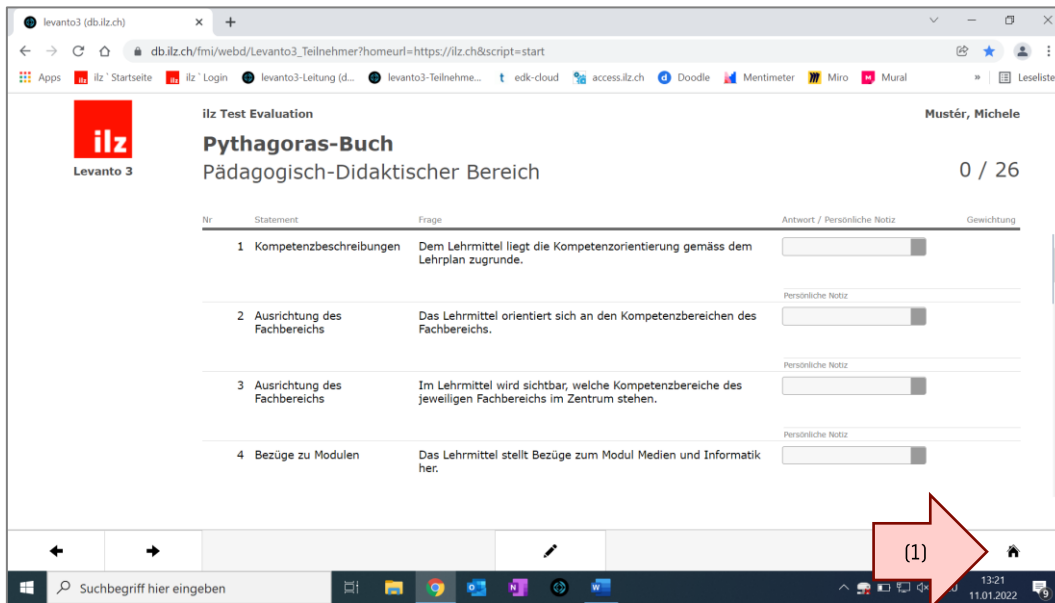 levanto3 (db.ilz.ch)
db.ilz.ch/fmi/webd/Levanto3_Teilnehmer?homeurl=https://ilz.ch&script=start
Apps ilz ilz`Startseite ilz ilz`Login levanto3-Leitung (d... levanto3-Teilnehme... t edk-cloud access.ilz.ch d Doodle Mentimeter Miro Mural » Leseliste
ilz Test Evaluation Mustér, Michele
ilz
Pythagoras-Buch
Levanto 3
Pädagogisch-Didaktischer Bereich 0 / 26
Nr Statement Frage Antwort / Persönliche Notiz Gewichtung
1 Kompetenzbeschreibungen Dem Lehrmittel liegt die Kompetenzorientierung gemäss dem
Lehrplan zugrunde.
Persönliche Notiz
2 Ausrichtung des Das Lehrmittel orientiert sich an den Kompetenzbereichen des
Fachbereichs Fachbereichs.
Persönliche Notiz
3 Ausrichtung des Im Lehrmittel wird sichtbar, welche Kompetenzbereiche des
Fachbereichs jeweiligen Fachbereichs im Zentrum stehen.
Persönliche Notiz
4 Bezüge zu Modulen Das Lehrmittel stellt Bezüge zum Modul Medien und Informatik
her.
(1)
Suchbegriff hier eingeben
13:21
11.01.2022